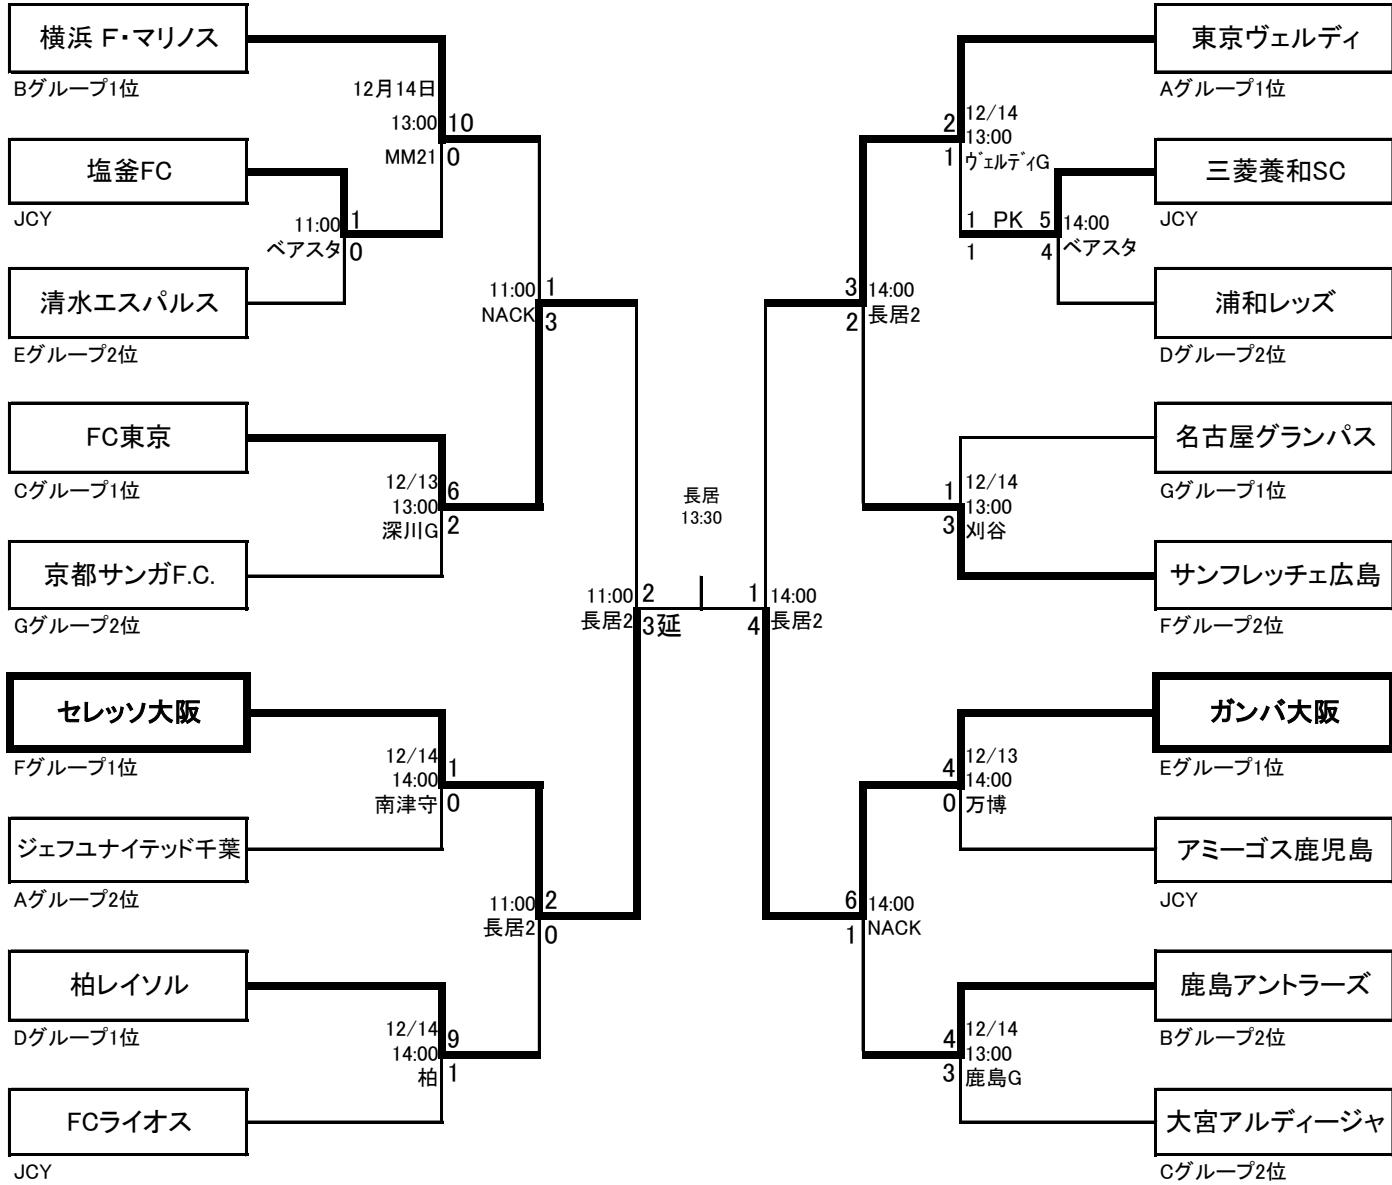 横浜 F・マリノス
Bグループ1位
12月14日
13:00 10
MM21 0
塩釜FC
JCY
11:00 1
ベアスタ 0
清水エスパルス
Eグループ2位
11:00 1
NACK 3
FC東京
Cグループ1位
12/13
13:00 6
深川G 2
京都サンガF.C.
Gグループ2位
11:00 2
長居2 3延
セレッソ大阪
Fグループ1位
12/14
14:00 1
南津守 0
ジェフユナイテッド千葉
Aグループ2位
11:00 2
長居2 0
柏レイソル
Dグループ1位
12/14
14:00 9
柏 1
FCライオス
JCY
長居
13:30
東京ヴェルディ
Aグループ1位
2 12/14
13:00
1 ヴェルディG
三菱養和SC
JCY
1 PK 5 14:00
1 4 ベアスタ
浦和レッズ
Dグループ2位
3 14:00
2 長居2
名古屋グランパス
Gグループ1位
1 12/14
13:00
3 刈谷
サンフレッチェ広島
Fグループ2位
1 14:00
4 長居2
ガンバ大阪
Eグループ1位
4 12/13
14:00
0 万博
アミーゴス鹿児島
JCY
6 14:00
1 NACK
鹿島アントラーズ
Bグループ2位
4 12/14
13:00
3 鹿島G
大宮アルディージャ
Cグループ2位